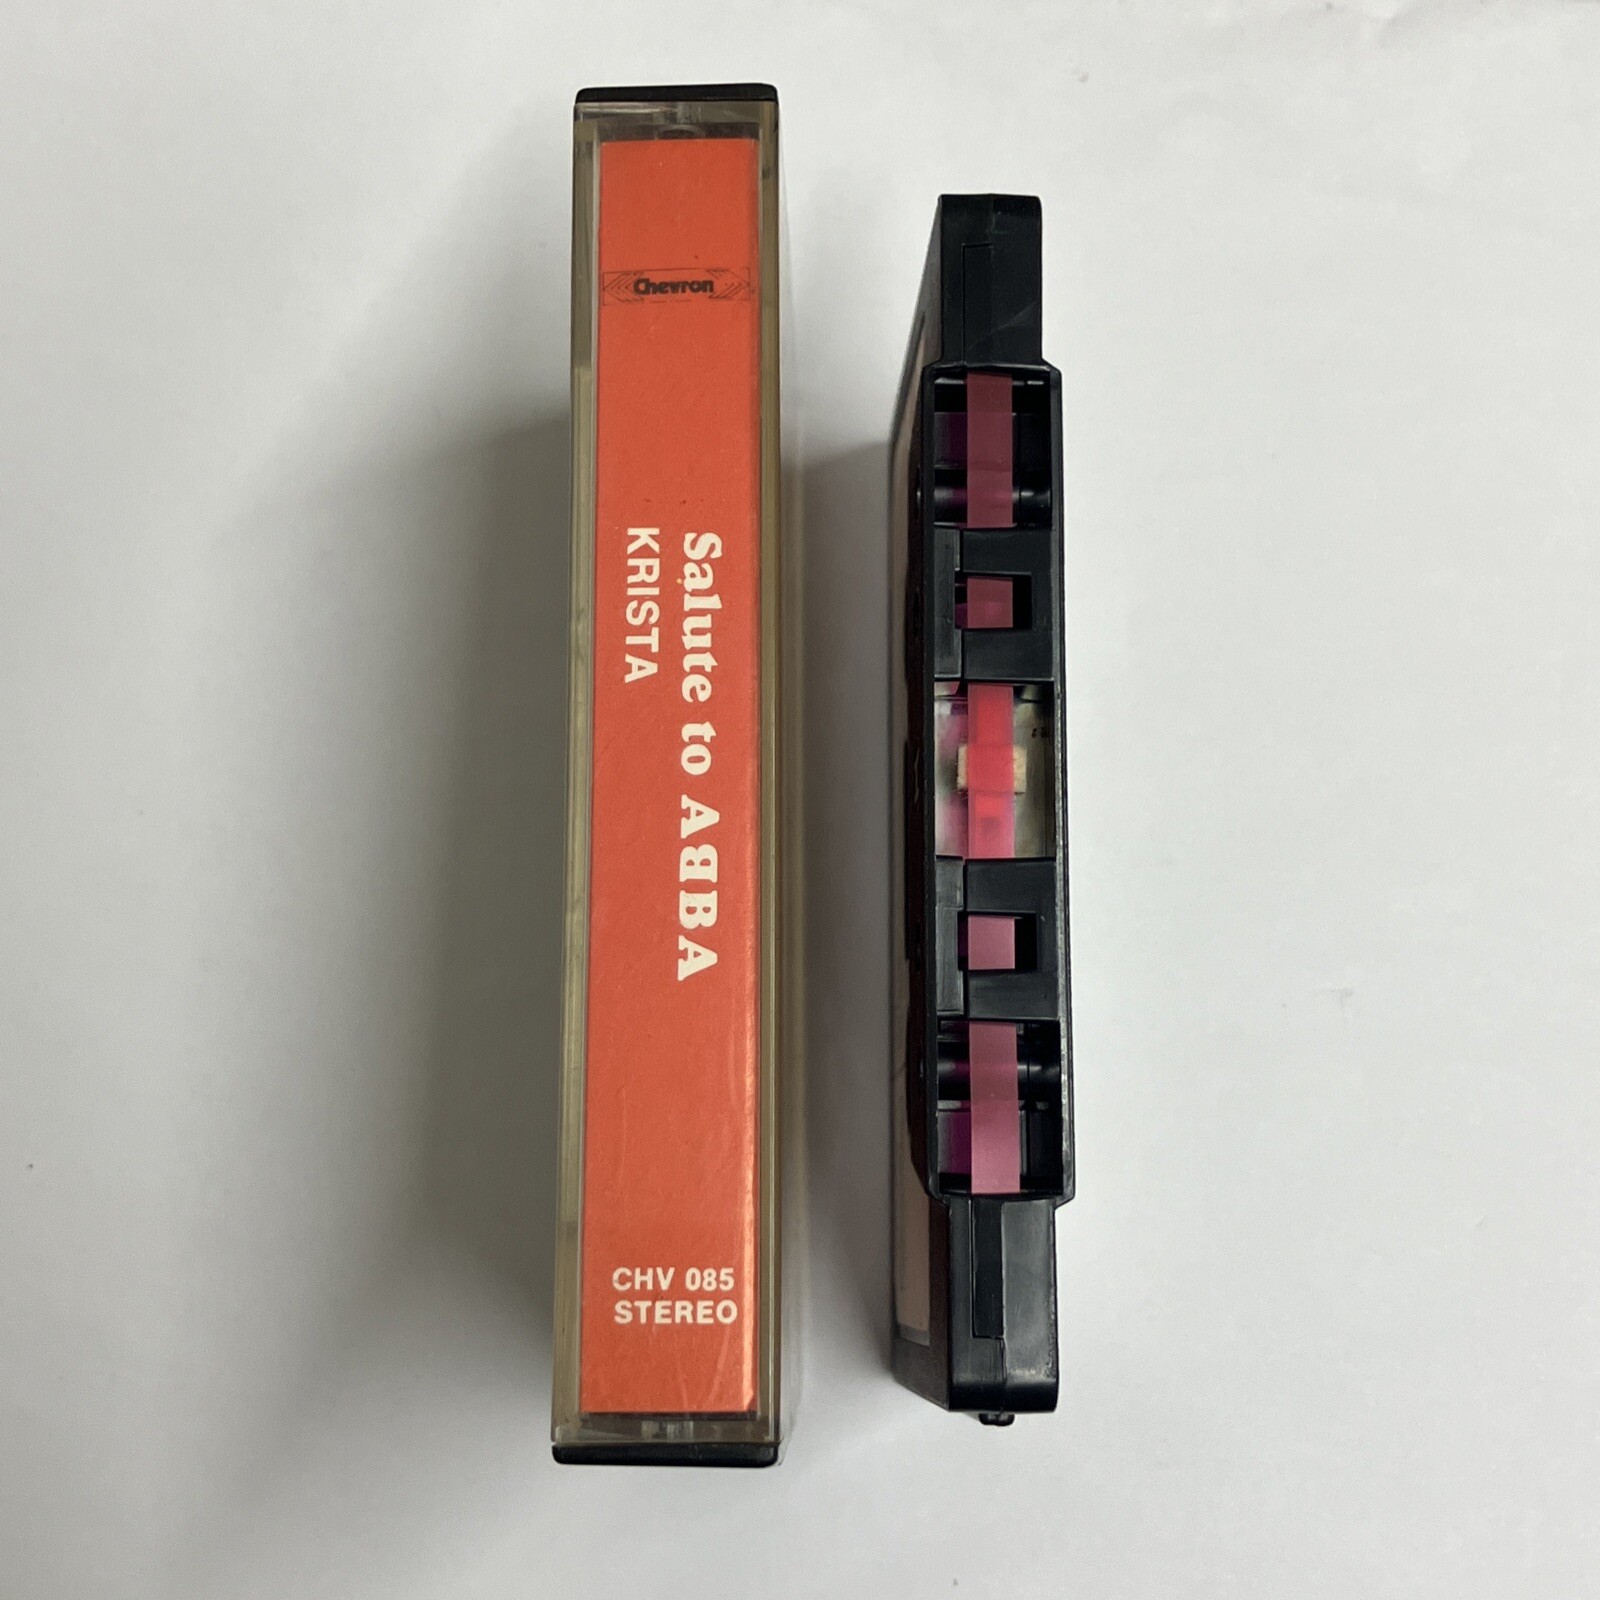 Chevron
Salute to ABBA
KRISTA
CHV 085
STEREO